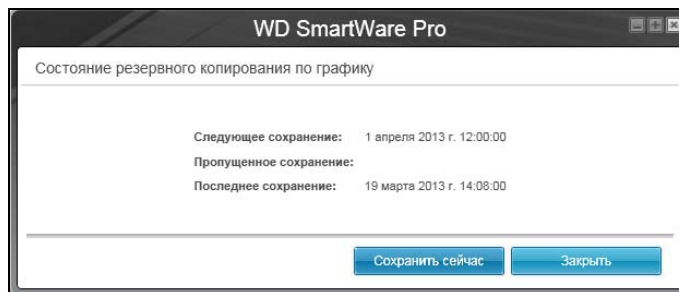 WD SmartWare Pro
Состояние резервного копирования по графику
Следующее сохранение: 1 апреля 2013 г. 12:00:00
Пропущенное сохранение:
Последнее сохранение: 19 марта 2013 г. 14:08:00
Сохранить сейчас Закрыть